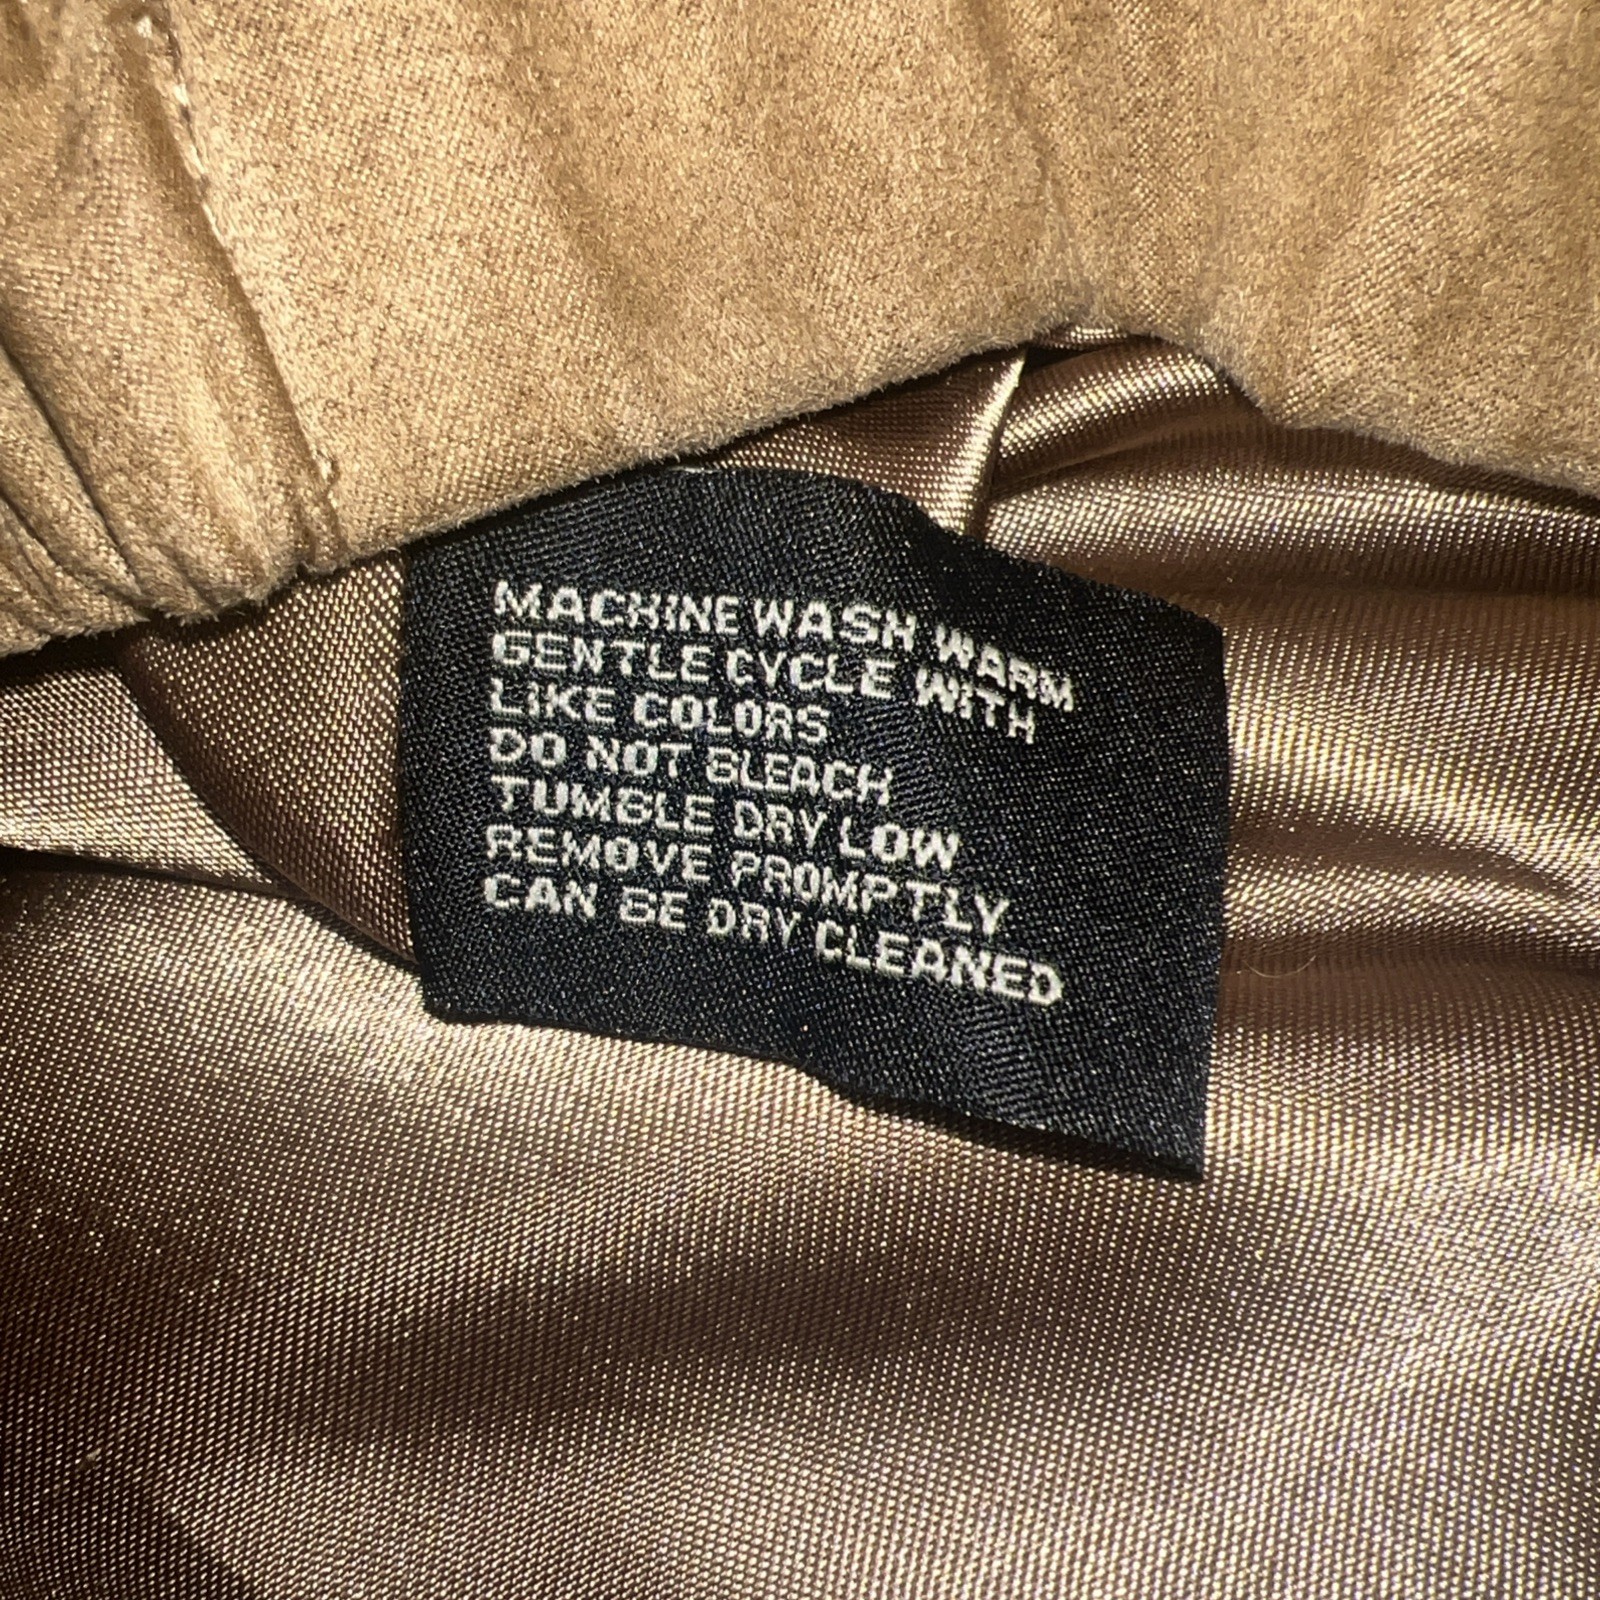 MACHINE WASH WARM
GENTLE CYCLE WITH
LIKE COLORS
DO NOT BLEACH
TUMBLE DRY LOW
REMOVE PROMPTLY
CAN BE DRY CLEANED